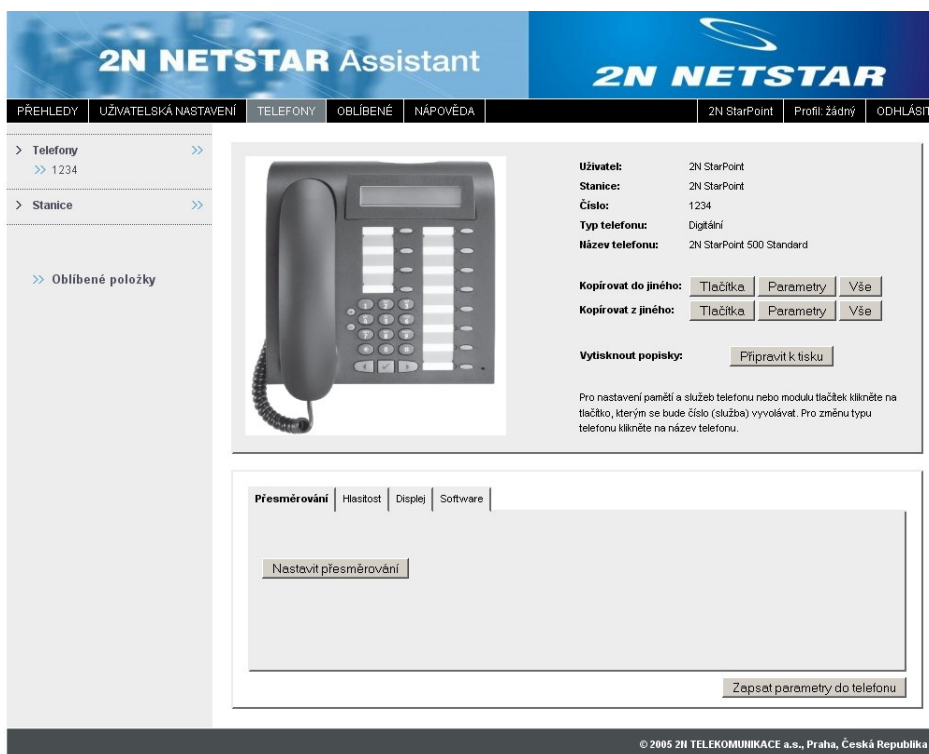 2N NETSTAR Assistant
2N NETSTAR
PŘEHLEDY UŽIVATELSKÁ NASTAVENÍ TELEFONY OBLÍBENÉ NÁPOVĚDA 2N StarPoint Profil: žádný ODHLÁSIT
> Telefony >>
>> 1234
> Stanice >>
>> Oblíbené položky
Uživatel: 2N StarPoint
Stanice: 2N StarPoint
Číslo: 1234
Typ telefonu: Digitální
Název telefonu: 2N StarPoint 500 Standard
Kopírovat do jiného: Tlačítka Parametry Vše
Kopírovat z jiného: Tlačítka Parametry Vše
Vytisknout popisky: Připravit k tisku
Pro nastavení pamětí a služeb telefonu nebo modulu tlačítek klikněte na
tlačítko, kterým se bude číslo (služba) vyvolávat. Pro změnu typu
telefonu klikněte na název telefonu.
Přesměrování Hlasitost Displej Software
Nastavit přesměrování
Zapsat parametry do telefonu
© 2005 2N TELEKOMUNIKACE a.s., Praha, Česká Republika